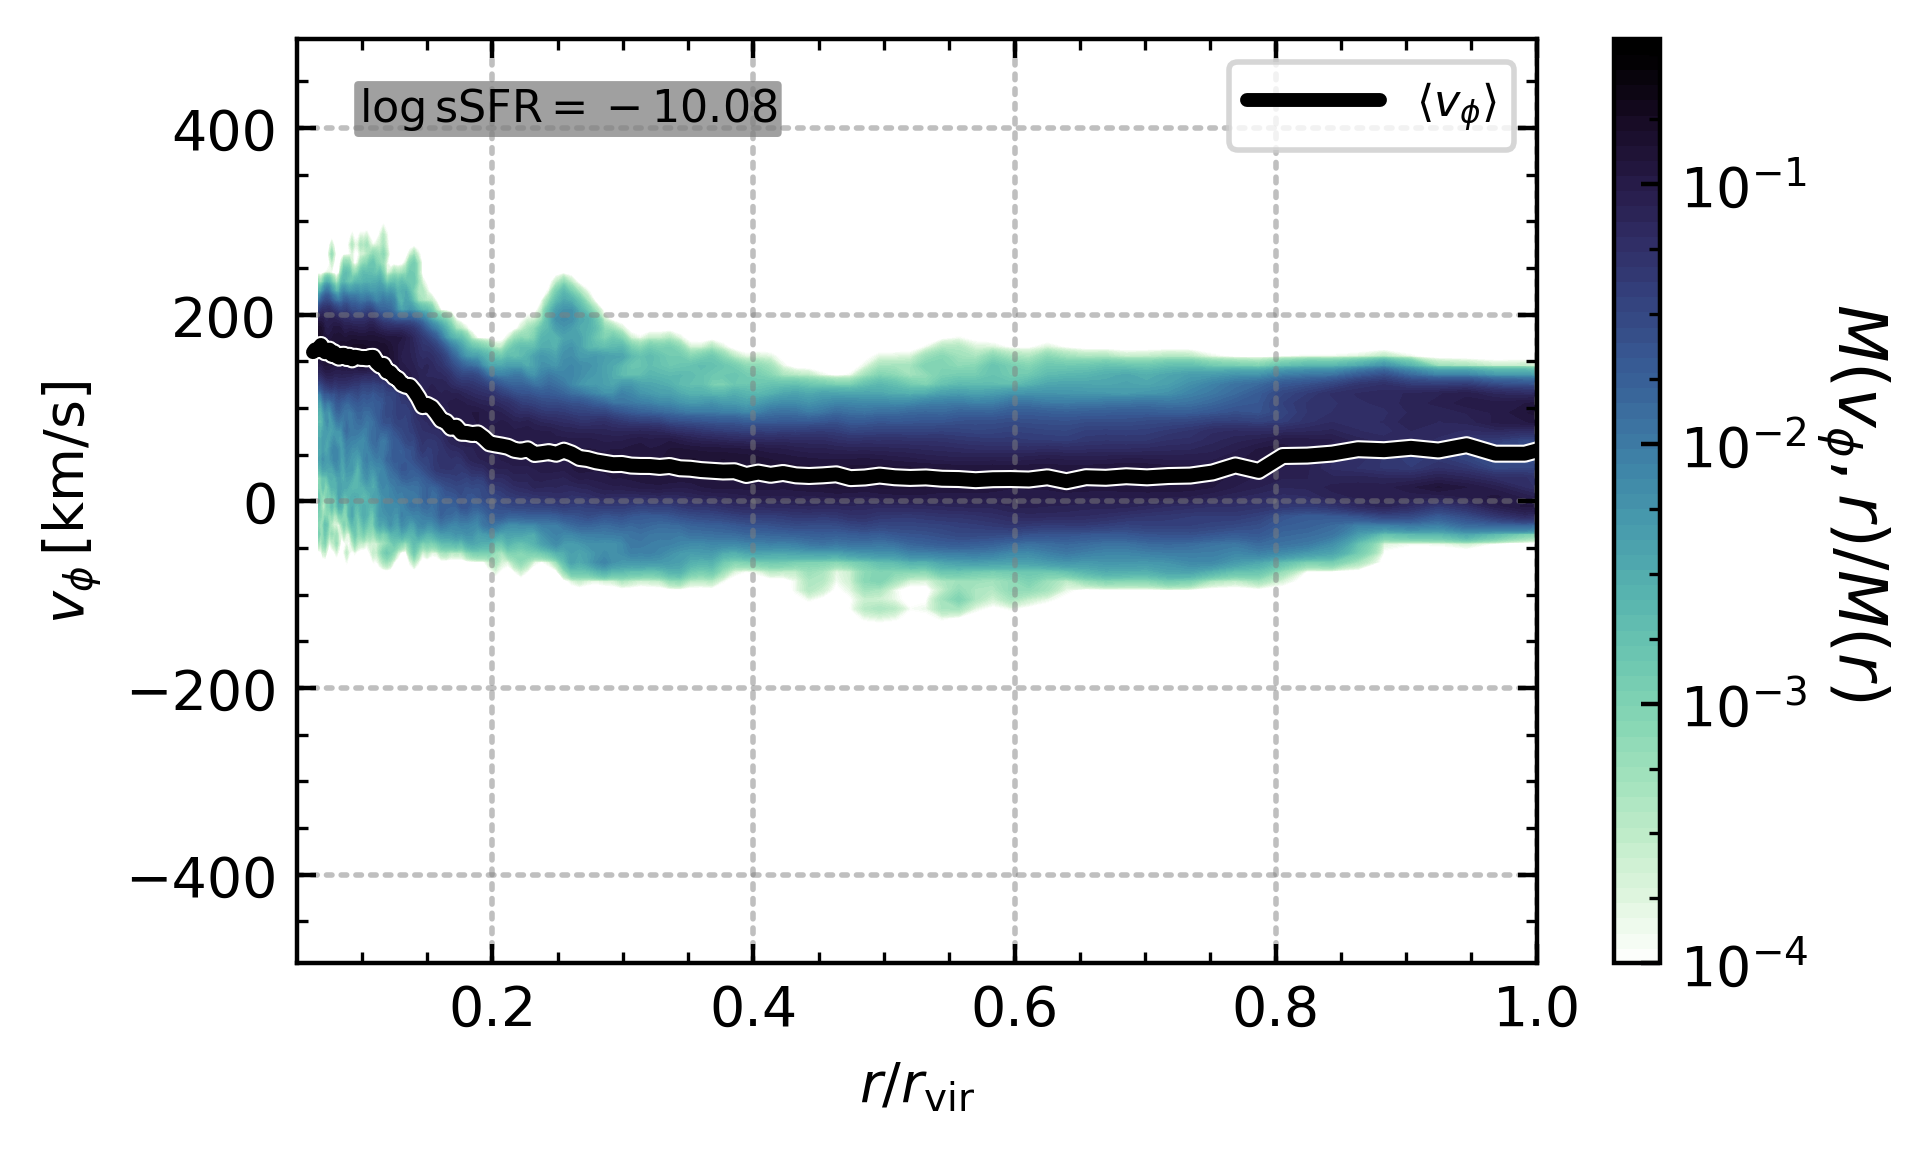 log sSFR = −10.08
⟨v_ϕ⟩
400
200
0
−200
−400
v_ϕ [km/s]
0.2 0.4 0.6 0.8 1.0
r/r_vir
10⁻¹
10⁻²
10⁻³
10⁻⁴
M(v_ϕ, r)/M(r)